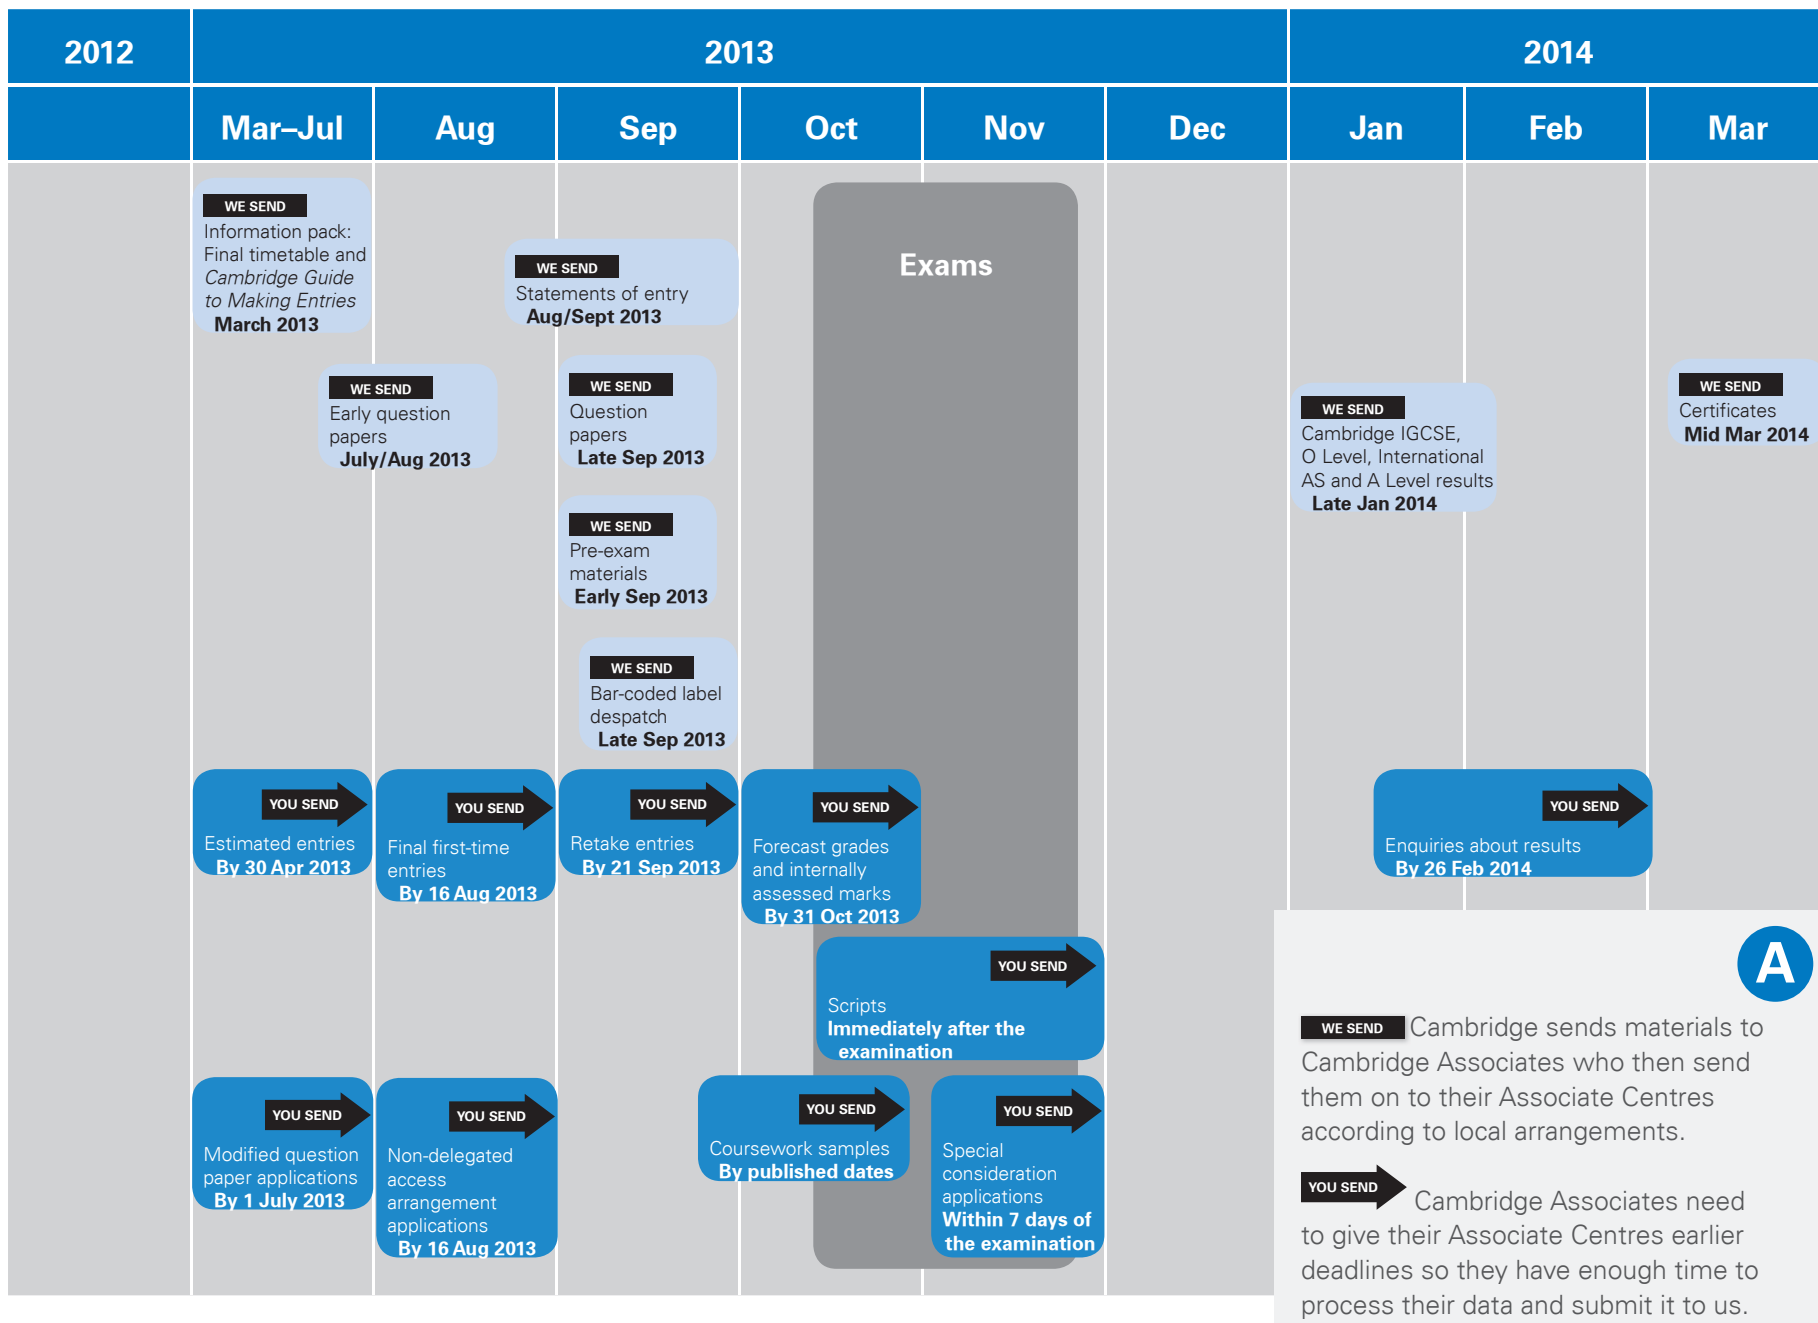 2012
2013
2014
Mar–Jul
Aug
Sep
Oct
Nov
Dec
Jan
Feb
Mar
WE SEND
Information pack:
Final timetable and
Cambridge Guide
to Making Entries
March 2013
WE SEND
Statements of entry
Aug/Sept 2013
Exams
WE SEND
Early question
papers
July/Aug 2013
WE SEND
Question
papers
Late Sep 2013
WE SEND
Cambridge IGCSE,
O Level, International
AS and A Level results
Late Jan 2014
WE SEND
Certificates
Mid Mar 2014
WE SEND
Pre-exam
materials
Early Sep 2013
WE SEND
Bar-coded label
despatch
Late Sep 2013
YOU SEND
Estimated entries
By 30 Apr 2013
YOU SEND
Final first-time
entries
By 16 Aug 2013
YOU SEND
Retake entries
By 21 Sep 2013
YOU SEND
Forecast grades
and internally
assessed marks
By 31 Oct 2013
YOU SEND
Enquiries about results
By 26 Feb 2014
YOU SEND
Scripts
Immediately after the
examination
YOU SEND
Modified question
paper applications
By 1 July 2013
YOU SEND
Non-delegated
access
arrangement
applications
By 16 Aug 2013
YOU SEND
Coursework samples
By published dates
YOU SEND
Special
consideration
applications
Within 7 days of
the examination
A
WE SEND Cambridge sends materials to
Cambridge Associates who then send
them on to their Associate Centres
according to local arrangements.
YOU SEND Cambridge Associates need
to give their Associate Centres earlier
deadlines so they have enough time to
process their data and submit it to us.